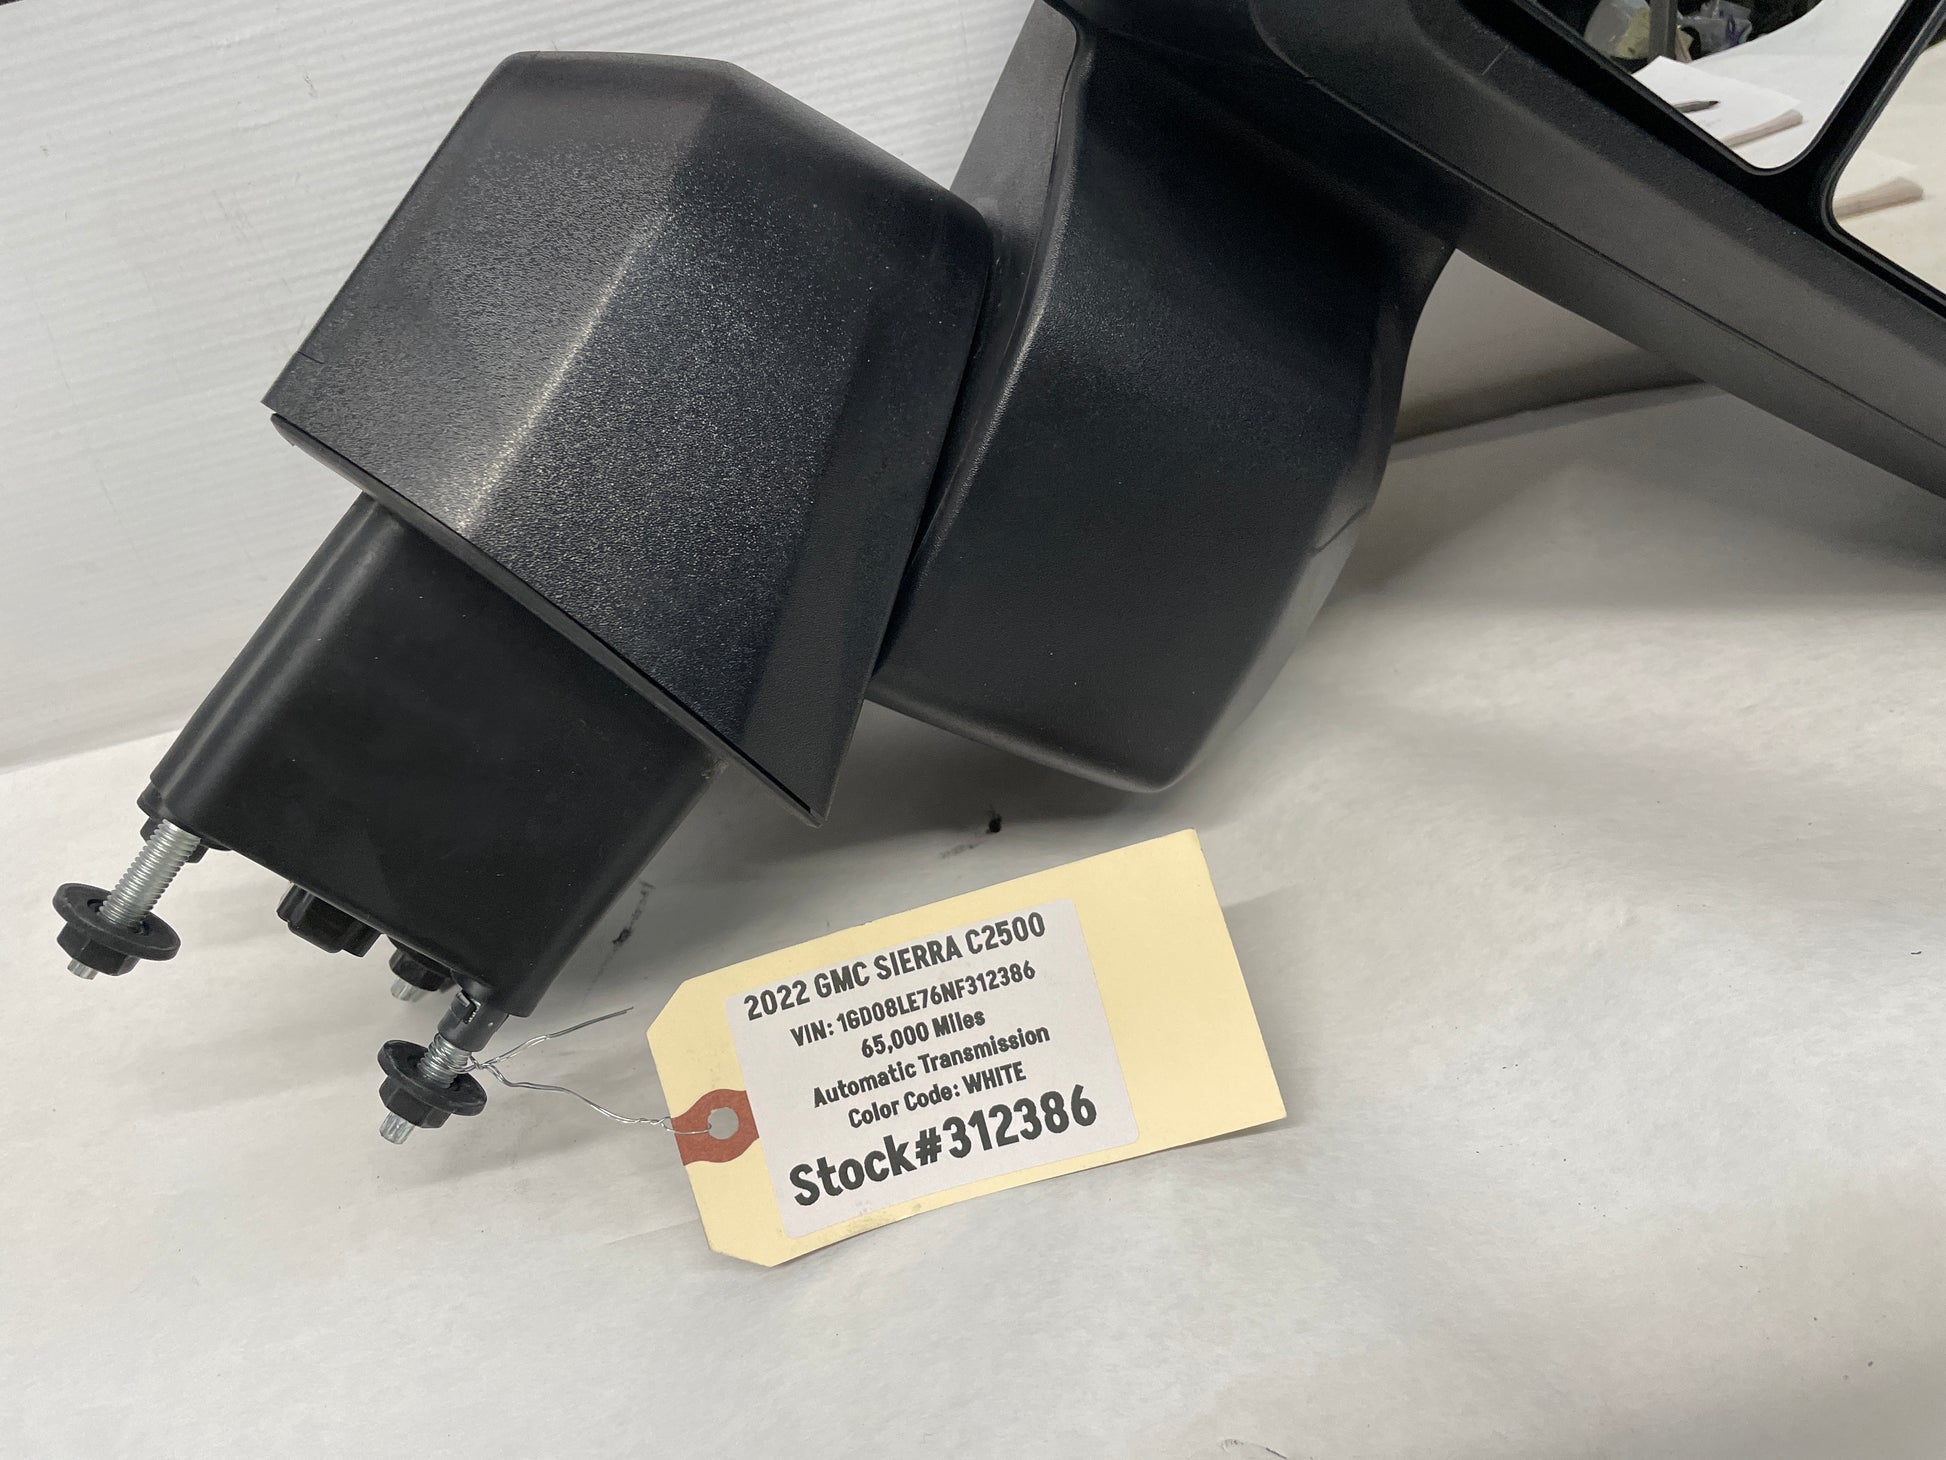 2022 GMC SIERRA C2500
VIN: 1GD08LE76NF312386
65,000 Miles
Automatic Transmission
Color Code: WHITE
Stock#312386